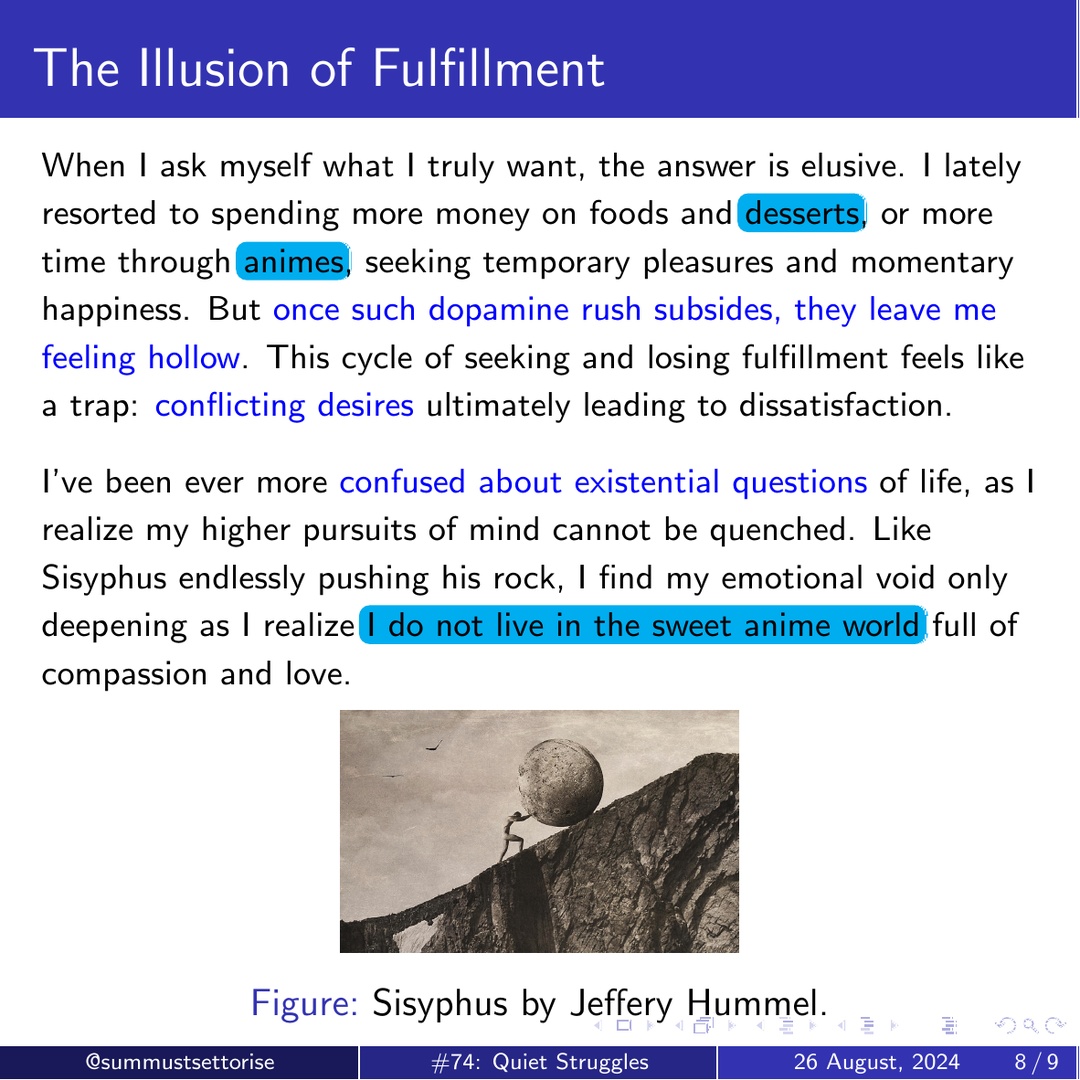 The Illusion of Fulfillment
When I ask myself what I truly want, the answer is elusive. I lately
resorted to spending more money on foods and desserts, or more
time through animes, seeking temporary pleasures and momentary
happiness. But once such dopamine rush subsides, they leave me
feeling hollow. This cycle of seeking and losing fulfillment feels like
a trap: conflicting desires ultimately leading to dissatisfaction.
I've been ever more confused about existential questions of life, as I
realize my higher pursuits of mind cannot be quenched. Like
Sisyphus endlessly pushing his rock, I find my emotional void only
deepening as I realize I do not live in the sweet anime world full of
compassion and love.
Figure: Sisyphus by Jeffery Hummel.
@summustsettorise #74: Quiet Struggles 26 August, 2024 8 / 9